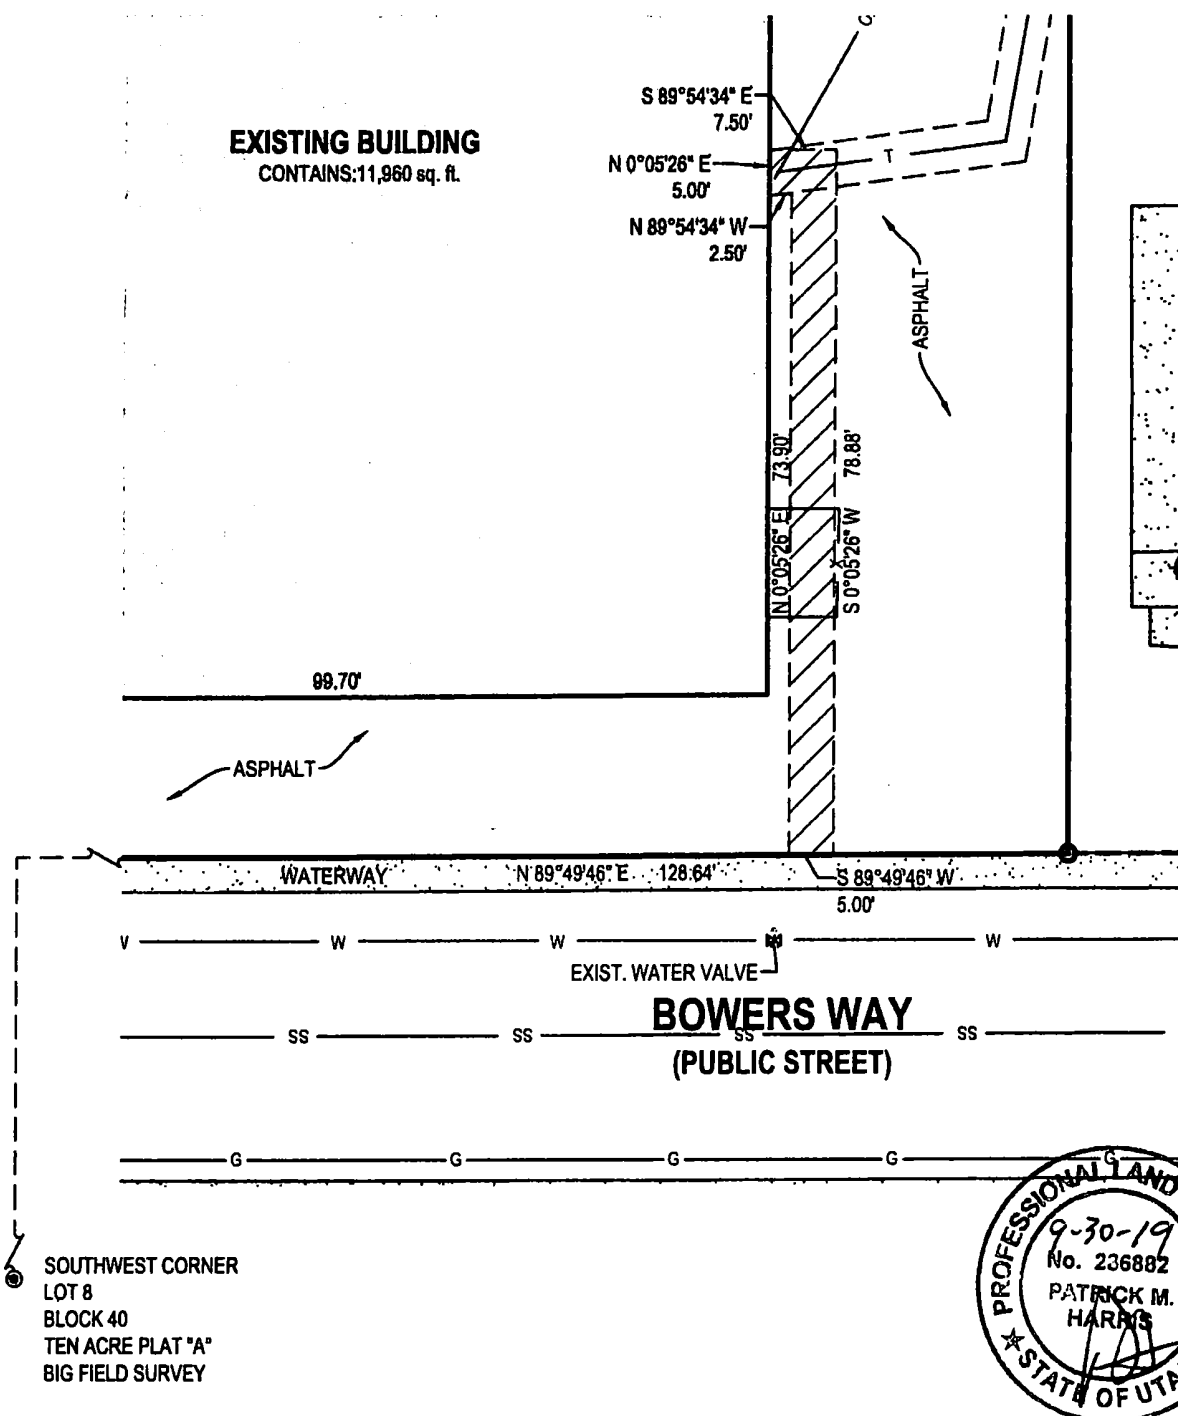 S 89°54'34" E
7.50'
EXISTING BUILDING
CONTAINS:11,960 sq. ft.
N 0°05'26" E
5.00'
T
N 89°54'34" W
2.50'
ASPHALT
N 0°05'26" E 73.90'
S 0°05'26" W 78.88'
99.70'
ASPHALT
WATERWAY N 89°49'46" E 128.64' S 89°49'46" W
5.00'
W W W W
EXIST. WATER VALVE
BOWERS WAY
SS SS SS SS
(PUBLIC STREET)
G G G G G
PROFESSIONAL LAND
9-30-19
No. 236882
PATRICK M.
HARRIS
STATE OF UTA
SOUTHWEST CORNER
LOT 8
BLOCK 40
TEN ACRE PLAT "A"
BIG FIELD SURVEY